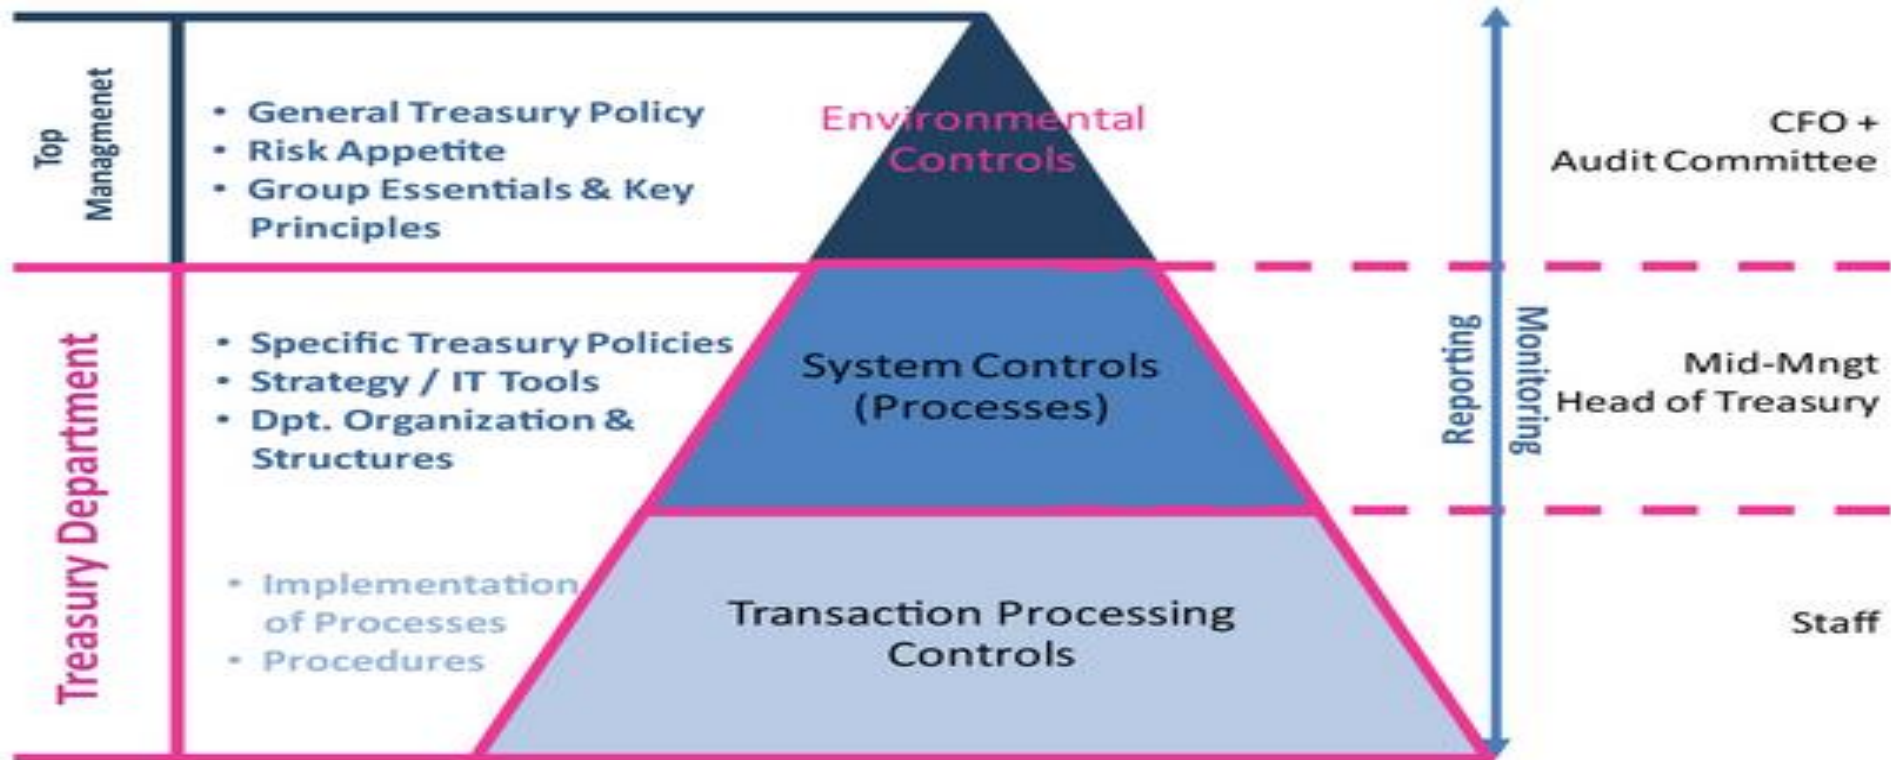 Top
Managmenet
• General Treasury Policy
• Risk Appetite
• Group Essentials & Key
Principles
Environmental
Controls
CFO +
Audit Committee
Treasury Department
• Specific Treasury Policies
• Strategy / IT Tools
• Dpt. Organization &
Structures
System Controls
(Processes)
Reporting
Monitoring
Mid-Mngt
Head of Treasury
• Implementation
of Processes
• Procedures
Transaction Processing
Controls
Staff